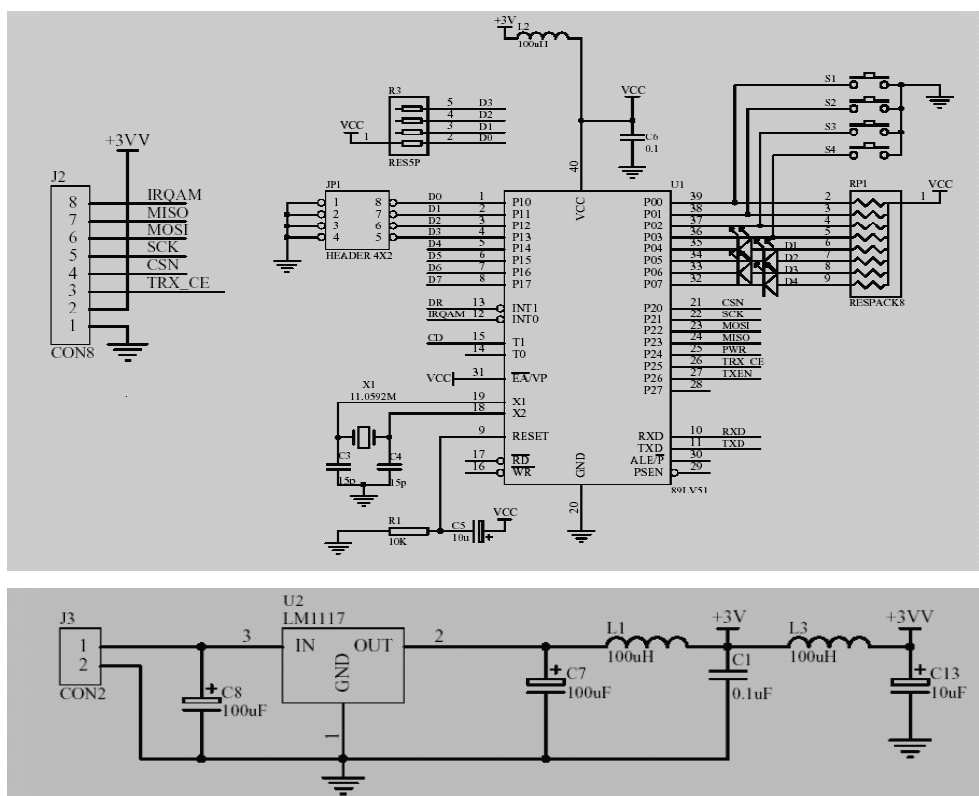 +3V
L2
100uH
R3
VCC
1
5 D3
4 D2
3 D1
2 D0
RES5P
VCC
C6
0.1
S1
S2
S3
S4
+3VV
J2
8 IRQAM
7 MISO
6 MOSI
5 SCK
4 CSN
3 TRX_CE
2
1
CON8
JP1
1 8
2 7
3 6
4 5
HEADER 4X2
40
VCC
U1
D0 1 P10
D1 2 P11
D2 3 P12
D3 4 P13
D4 5 P14
D5 6 P15
D6 7 P16
D7 8 P17
DR 13 INT1
IRQAM 12 INT0
CD 15 T1
14 T0
VCC 31 EA/VP
19 X1
18 X2
9 RESET
17 RD
16 WR
GND
20
P00 39
P01 38
P02 37
P03 36
P04 35
P05 34
P06 33
P07 32
P20 21 CSN
P21 22 SCK
P22 23 MOSI
P23 24 MISO
P24 25 PWR
P25 26 TRX_CE
P26 27 TXEN
P27 28
RXD 10 RXD
TXD 11 TXD
ALE/P 30
PSEN 29
89LV51
RP1
VCC
1
2
3
4
5
D1 6
D2 7
D3 8
D4 9
RESPACK8
X1
11.0592M
C3
15p
C4
15p
R1
10K
C5
10u
+
VCC
J3
1
2
CON2
+
C8
100uF
U2
LM1117
3 IN OUT 2
GND
1
+
C7
100uF
L1
100uH
+3V
C1
0.1uF
L3
100uH
+3VV
+
C13
10uF